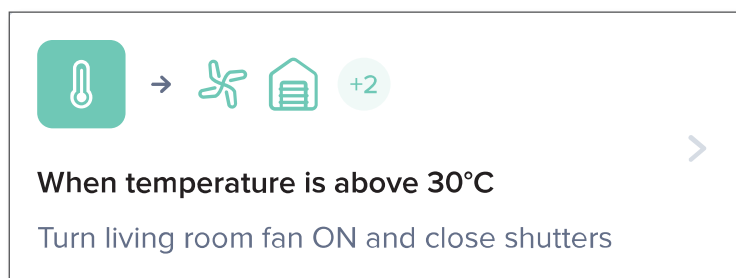 +2
When temperature is above 30°C
Turn living room fan ON and close shutters